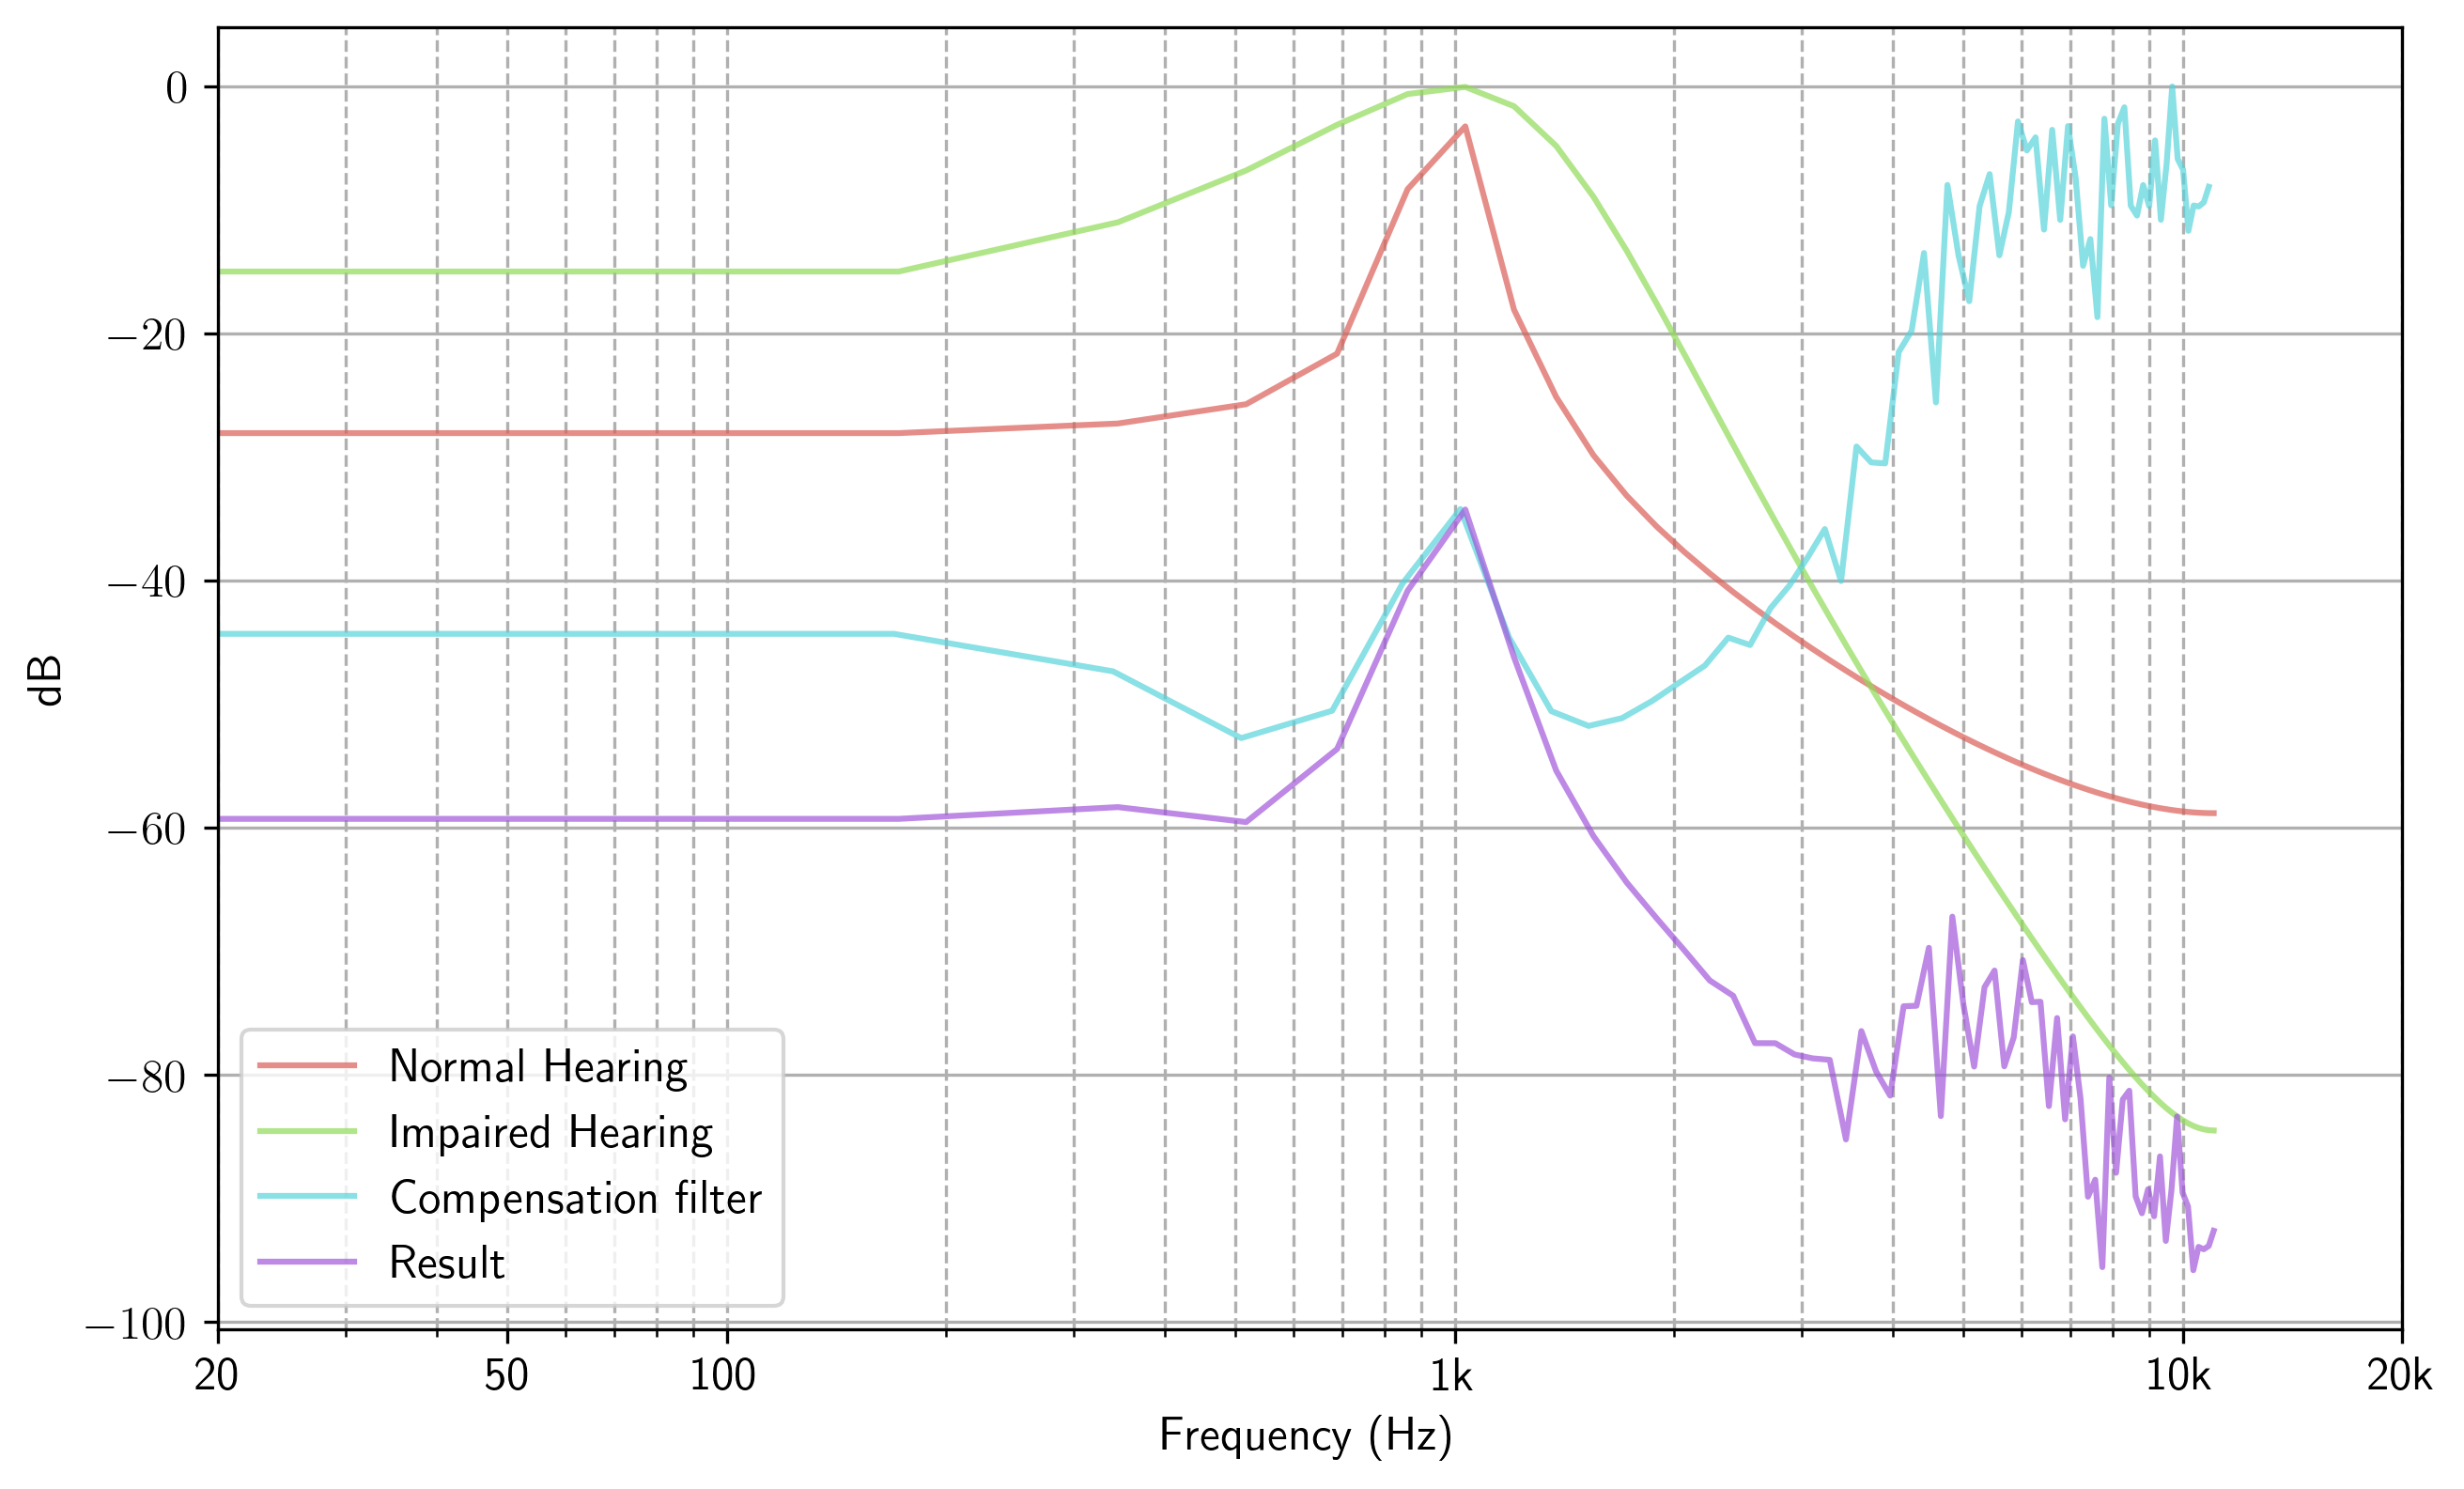 0
−20
−40
−60
−80
−100
dB
Normal Hearing
Impaired Hearing
Compensation filter
Result
20 50 100 1k 10k 20k
Frequency (Hz)